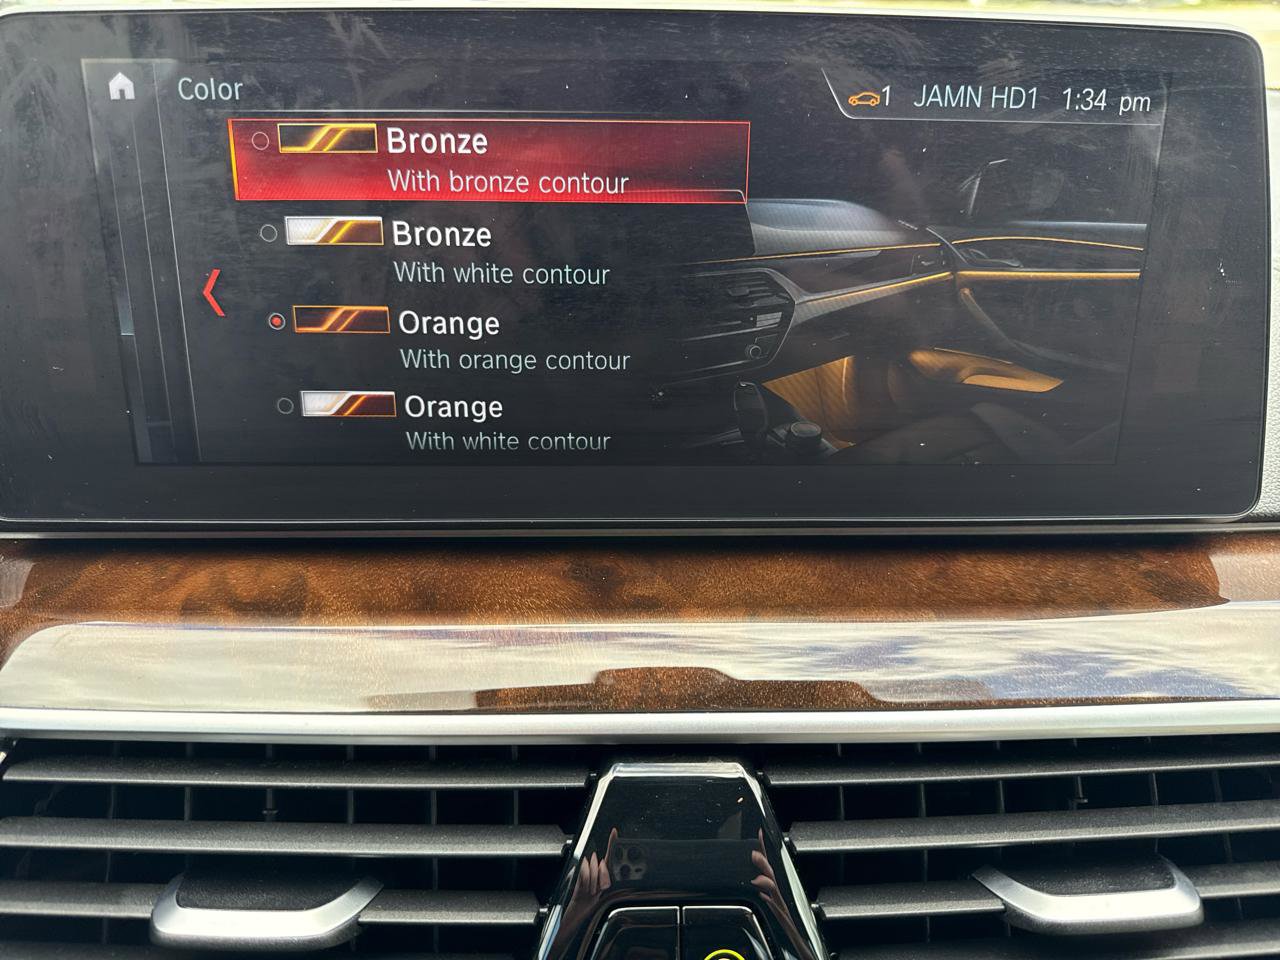 Color
1 JAMN HD1 1:34 pm
Bronze
With bronze contour
Bronze
With white contour
Orange
With orange contour
Orange
With white contour